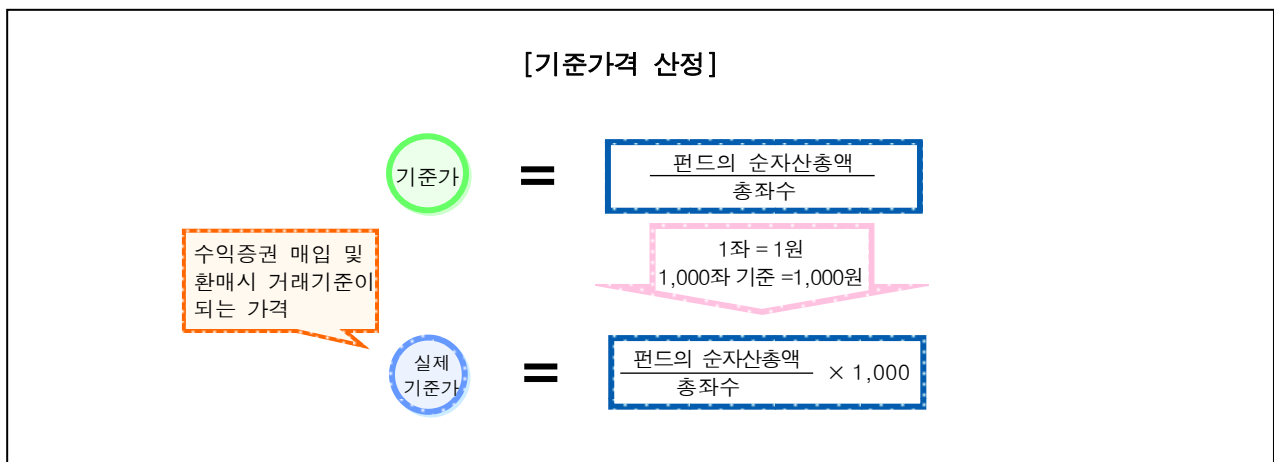 [기준가격 산정]
기준가 = 펀드의 순자산총액
총좌수
1좌 = 1원
1,000좌 기준 =1,000원
수익증권 매입 및
환매시 거래기준이
되는 가격
실제
기준가 = 펀드의 순자산총액
총좌수 × 1,000